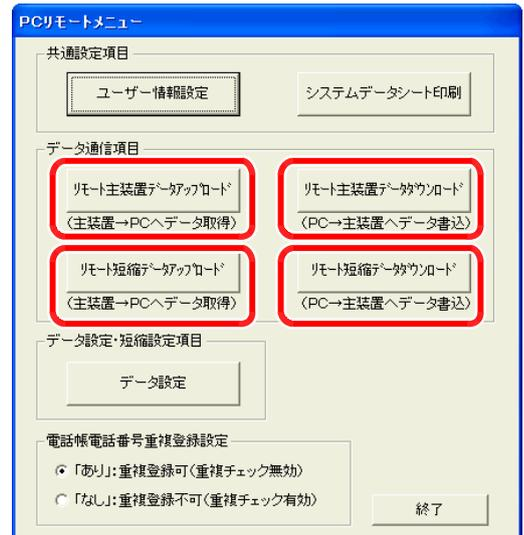 PCリモートメニュー
共通設定項目
ユーザー情報設定 システムデータシート印刷
データ通信項目
ﾘﾓｰﾄ主装置ﾃﾞｰﾀｱｯﾌﾟﾛｰﾄﾞ ﾘﾓｰﾄ主装置ﾃﾞｰﾀﾀﾞｳﾝﾛｰﾄﾞ
(主装置→PCへデータ取得) (PC→主装置へデータ書込)
ﾘﾓｰﾄ短縮ﾃﾞｰﾀｱｯﾌﾟﾛｰﾄﾞ ﾘﾓｰﾄ短縮ﾃﾞｰﾀﾀﾞｳﾝﾛｰﾄﾞ
(主装置→PCへデータ取得) (PC→主装置へデータ書込)
データ設定・短縮設定項目
データ設定
電話帳電話番号重複登録設定
「あり」:重複登録可(重複チェック無効)
「なし」:重複登録不可(重複チェック有効)
終了